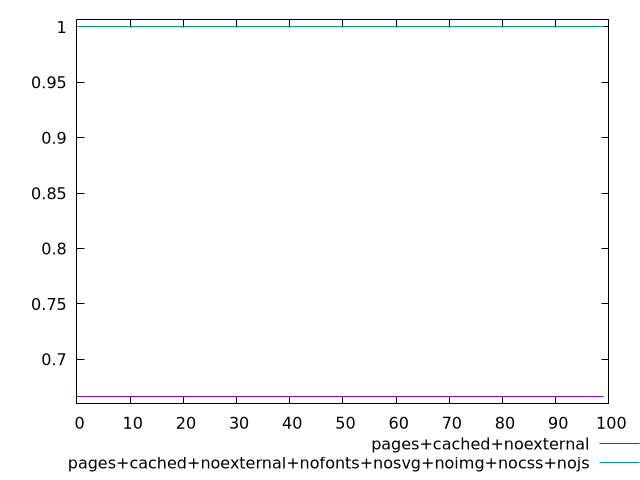 1
0.95
0.9
0.85
0.8
0.75
0.7
0 10 20 30 40 50 60 70 80 90 100
pages+cached+noexternal
pages+cached+noexternal+nofonts+nosvg+noimg+nocss+nojs